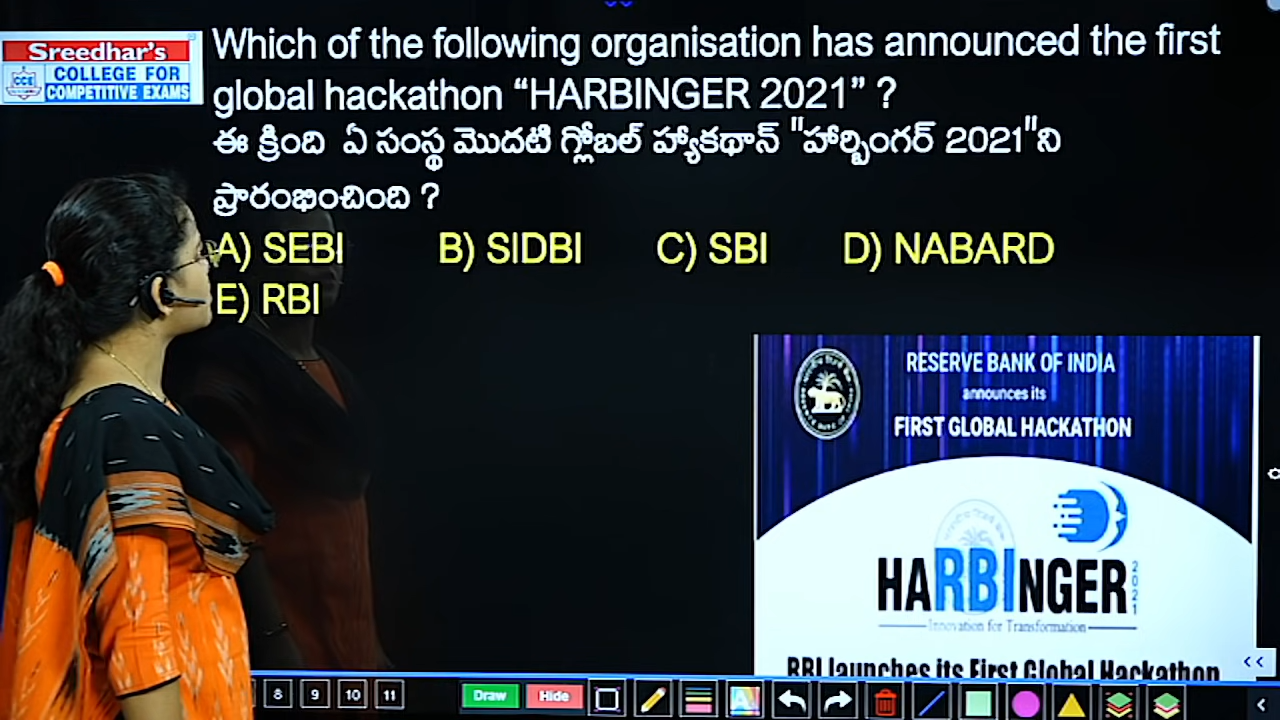 Sreedhar's
CCE
COLLEGE FOR
COMPETITIVE EXAMS
Which of the following organisation has announced the first
global hackathon “HARBINGER 2021” ?
ఈ క్రింది ఏ సంస్థ మొదటి గ్లోబల్ హ్యాకథాన్ "హార్బింగర్ 2021"ని
ప్రారంభించింది ?
A) SEBI B) SIDBI C) SBI D) NABARD
E) RBI
RESERVE BANK OF INDIA
announces its
FIRST GLOBAL HACKATHON
HARBINGER 2021
Innovation for Transformation
RBI launches its First Global Hackathon
8 9 10 11 Draw Hide